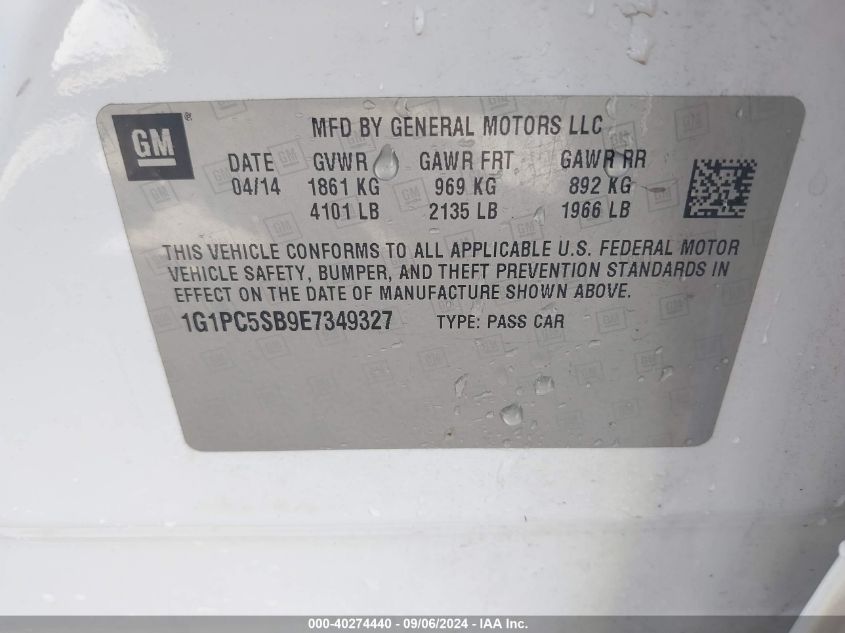 GM ®
MFD BY GENERAL MOTORS LLC
DATE GVWR GAWR FRT GAWR RR
04/14 1861 KG 969 KG 892 KG
4101 LB 2135 LB 1966 LB
THIS VEHICLE CONFORMS TO ALL APPLICABLE U.S. FEDERAL MOTOR
VEHICLE SAFETY, BUMPER, AND THEFT PREVENTION STANDARDS IN
EFFECT ON THE DATE OF MANUFACTURE SHOWN ABOVE.
1G1PC5SB9E7349327 TYPE: PASS CAR
000-40274440 - 09/06/2024 - IAA Inc.